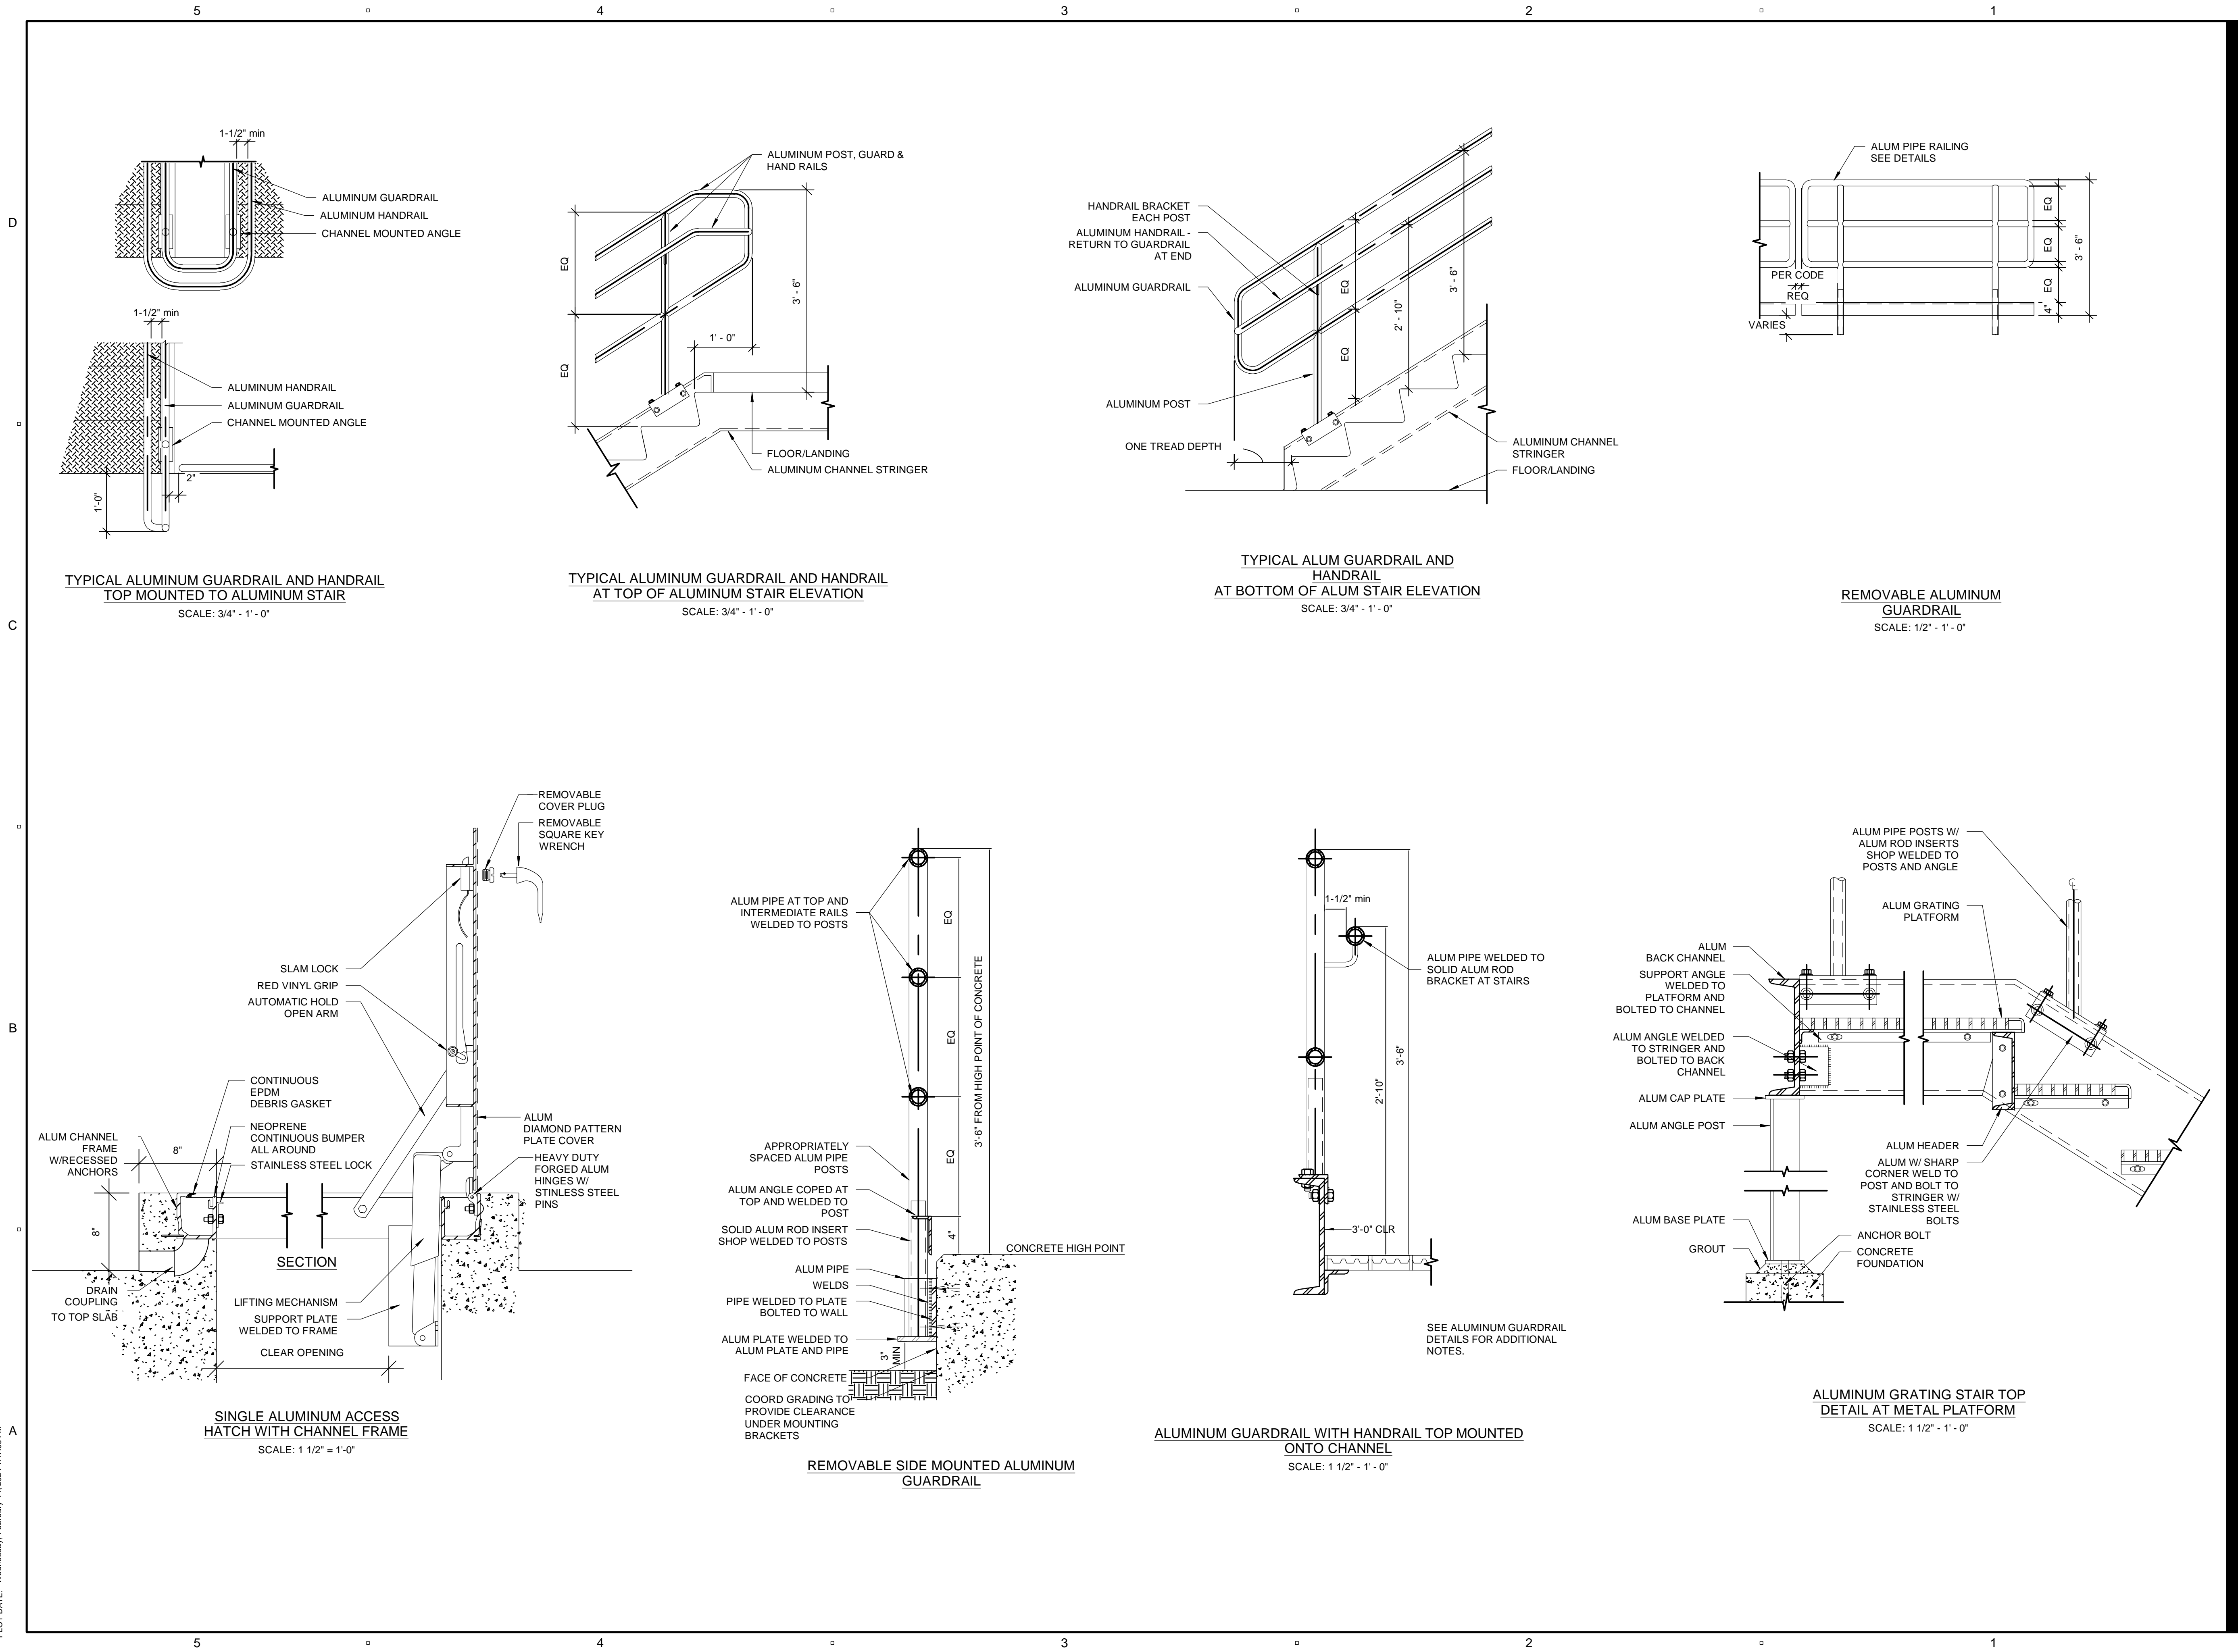 5
4
3
2
1
D
C
B
A
1-1/2" min
ALUMINUM GUARDRAIL
ALUMINUM HANDRAIL
CHANNEL MOUNTED ANGLE
1-1/2" min
ALUMINUM HANDRAIL
ALUMINUM GUARDRAIL
CHANNEL MOUNTED ANGLE
2"
1'-0"
TYPICAL ALUMINUM GUARDRAIL AND HANDRAIL
TOP MOUNTED TO ALUMINUM STAIR
SCALE: 3/4" - 1' - 0"
ALUMINUM POST, GUARD &
HAND RAILS
EQ
EQ
3' - 6"
1' - 0"
FLOOR/LANDING
ALUMINUM CHANNEL STRINGER
TYPICAL ALUMINUM GUARDRAIL AND HANDRAIL
AT TOP OF ALUMINUM STAIR ELEVATION
SCALE: 3/4" - 1' - 0"
HANDRAIL BRACKET
EACH POST
ALUMINUM HANDRAIL -
RETURN TO GUARDRAIL
AT END
ALUMINUM GUARDRAIL
ALUMINUM POST
ONE TREAD DEPTH
EQ
EQ
2' - 10"
3' - 6"
ALUMINUM CHANNEL
STRINGER
FLOOR/LANDING
TYPICAL ALUM GUARDRAIL AND
HANDRAIL
AT BOTTOM OF ALUM STAIR ELEVATION
SCALE: 3/4" - 1' - 0"
ALUM PIPE RAILING
SEE DETAILS
PER CODE
REQ
VARIES
EQ
EQ
EQ
4"
3' - 6"
REMOVABLE ALUMINUM
GUARDRAIL
SCALE: 1/2" - 1' - 0"
REMOVABLE
COVER PLUG
REMOVABLE
SQUARE KEY
WRENCH
SLAM LOCK
RED VINYL GRIP
AUTOMATIC HOLD
OPEN ARM
CONTINUOUS
EPDM
DEBRIS GASKET
NEOPRENE
CONTINUOUS BUMPER
ALL AROUND
STAINLESS STEEL LOCK
ALUM CHANNEL
FRAME
W/RECESSED
ANCHORS
8"
8"
ALUM
DIAMOND PATTERN
PLATE COVER
HEAVY DUTY
FORGED ALUM
HINGES W/
STINLESS STEEL
PINS
SECTION
DRAIN
COUPLING
TO TOP SLAB
LIFTING MECHANISM
SUPPORT PLATE
WELDED TO FRAME
CLEAR OPENING
SINGLE ALUMINUM ACCESS
HATCH WITH CHANNEL FRAME
SCALE: 1 1/2" = 1'-0"
ALUM PIPE AT TOP AND
INTERMEDIATE RAILS
WELDED TO POSTS
EQ
EQ
EQ
4"
3'-6" FROM HIGH POINT OF CONCRETE
APPROPRIATELY
SPACED ALUM PIPE
POSTS
ALUM ANGLE COPED AT
TOP AND WELDED TO
POST
SOLID ALUM ROD INSERT
SHOP WELDED TO POSTS
CONCRETE HIGH POINT
ALUM PIPE
WELDS
PIPE WELDED TO PLATE
BOLTED TO WALL
ALUM PLATE WELDED TO
ALUM PLATE AND PIPE
3"
MIN
FACE OF CONCRETE
COORD GRADING TO
PROVIDE CLEARANCE
UNDER MOUNTING
BRACKETS
REMOVABLE SIDE MOUNTED ALUMINUM
GUARDRAIL
1-1/2" min
ALUM PIPE WELDED TO
SOLID ALUM ROD
BRACKET AT STAIRS
3'-6"
2'-10"
3'-0" CLR
SEE ALUMINUM GUARDRAIL
DETAILS FOR ADDITIONAL
NOTES.
ALUMINUM GUARDRAIL WITH HANDRAIL TOP MOUNTED
ONTO CHANNEL
SCALE: 1 1/2" - 1' - 0"
ALUM PIPE POSTS W/
ALUM ROD INSERTS
SHOP WELDED TO
POSTS AND ANGLE
ALUM GRATING
PLATFORM
ALUM
BACK CHANNEL
SUPPORT ANGLE
WELDED TO
PLATFORM AND
BOLTED TO CHANNEL
ALUM ANGLE WELDED
TO STRINGER AND
BOLTED TO BACK
CHANNEL
ALUM CAP PLATE
ALUM ANGLE POST
ALUM HEADER
ALUM W/ SHARP
CORNER WELD TO
POST AND BOLT TO
STRINGER W/
STAINLESS STEEL
BOLTS
ALUM BASE PLATE
GROUT
ANCHOR BOLT
CONCRETE
FOUNDATION
ALUMINUM GRATING STAIR TOP
DETAIL AT METAL PLATFORM
SCALE: 1 1/2" - 1' - 0"
5
4
3
2
1